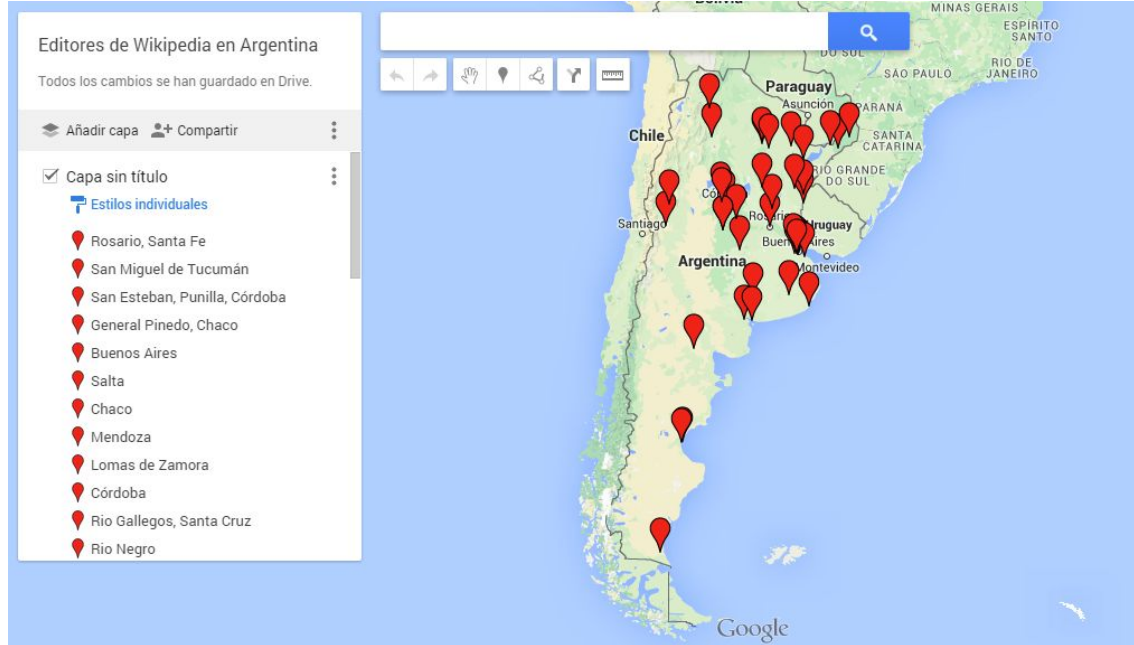 Editores de Wikipedia en Argentina
Todos los cambios se han guardado en Drive.
Añadir capa Compartir
Capa sin título
Estilos individuales
Rosario, Santa Fe
San Miguel de Tucumán
San Esteban, Punilla, Córdoba
General Pinedo, Chaco
Buenos Aires
Salta
Chaco
Mendoza
Lomas de Zamora
Córdoba
Rio Gallegos, Santa Cruz
Rio Negro
MINAS GERAIS
ESPÍRITO
SANTO
RIO DE
JANEIRO
SÃO PAULO
Paraguay
Asunción
PARANÁ
Chile
SANTA
CATARINA
RIO GRANDE
DO SUL
Santiago
Uruguay
Argentina
Montevideo
Google